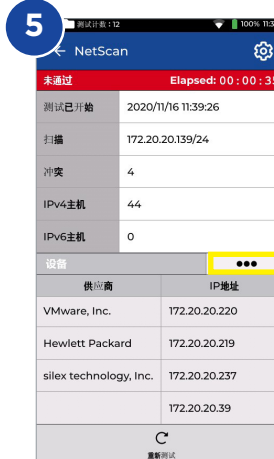 5
测试计数：12 100% 11:3
NetScan
未通过 Elapsed: 00:00:35
测试已开始 2020/11/16 11:39:26
扫描 172.20.20.139/24
冲突 4
IPv4主机 44
IPv6主机 0
设备 •••
供应商 IP地址
VMware, Inc. 172.20.20.220
Hewlett Packard 172.20.20.219
silex technology, Inc. 172.20.20.237
172.20.20.39
重新测试